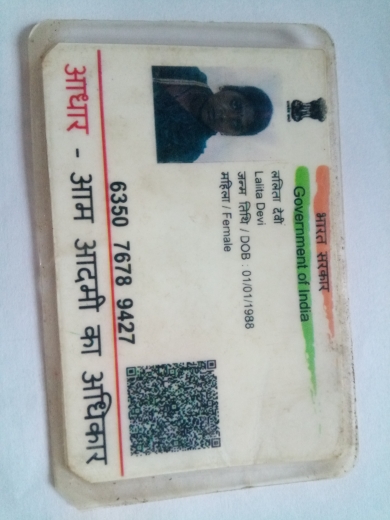 भारत सरकार
Government of India
ललिता देवी
Lalita Devi
जन्म तिथि / DOB : 01/01/1988
महिला / Female
6350 7678 9427
आधार - आम आदमी का अधिकार